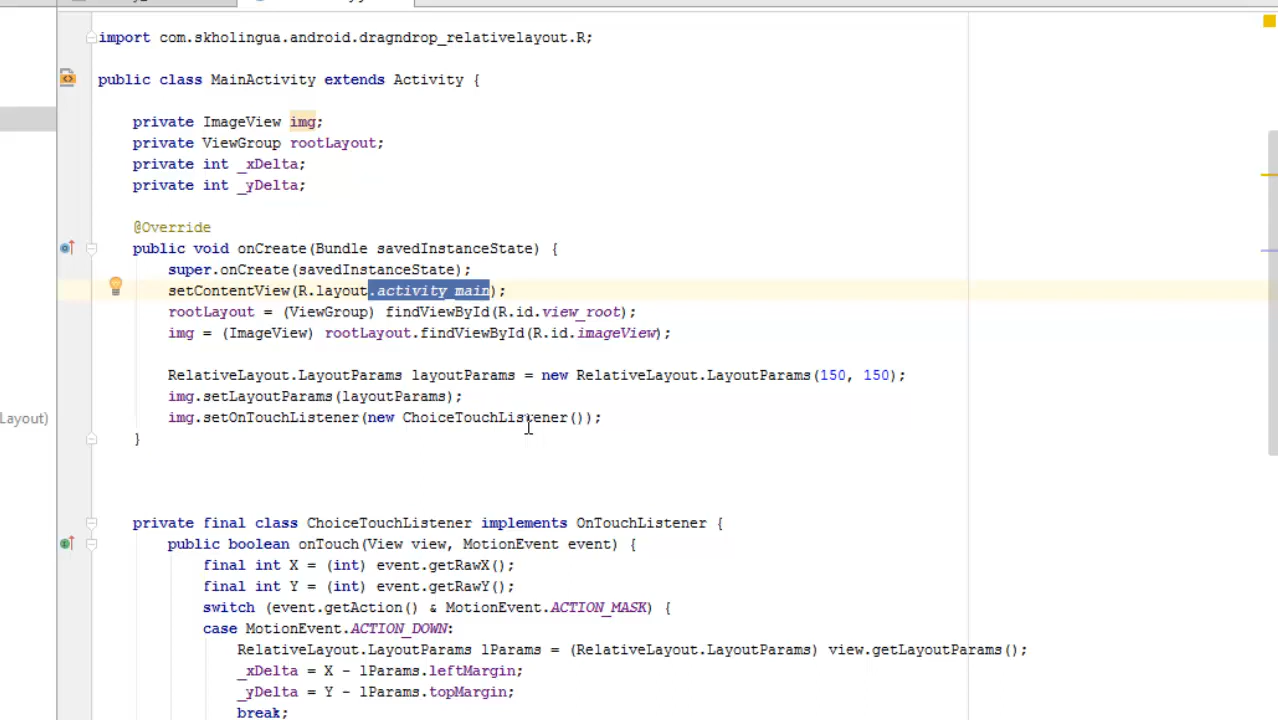 import com.skholingua.android.dragndrop_relativelayout.R;
public class MainActivity extends Activity {
private ImageView img;
private ViewGroup rootLayout;
private int _xDelta;
private int _yDelta;
@Override
public void onCreate(Bundle savedInstanceState) {
super.onCreate(savedInstanceState);
setContentView(R.layout.activity_main);
rootLayout = (ViewGroup) findViewById(R.id.view_root);
img = (ImageView) rootLayout.findViewById(R.id.imageView);
RelativeLayout.LayoutParams layoutParams = new RelativeLayout.LayoutParams(150, 150);
img.setLayoutParams(layoutParams);
Layout)
img.setOnTouchListener(new ChoiceTouchListener());
}
private final class ChoiceTouchListener implements OnTouchListener {
public boolean onTouch(View view, MotionEvent event) {
final int X = (int) event.getRawX();
final int Y = (int) event.getRawY();
switch (event.getAction() & MotionEvent.ACTION_MASK) {
case MotionEvent.ACTION_DOWN:
RelativeLayout.LayoutParams lParams = (RelativeLayout.LayoutParams) view.getLayoutParams();
_xDelta = X - lParams.leftMargin;
_yDelta = Y - lParams.topMargin;
break;